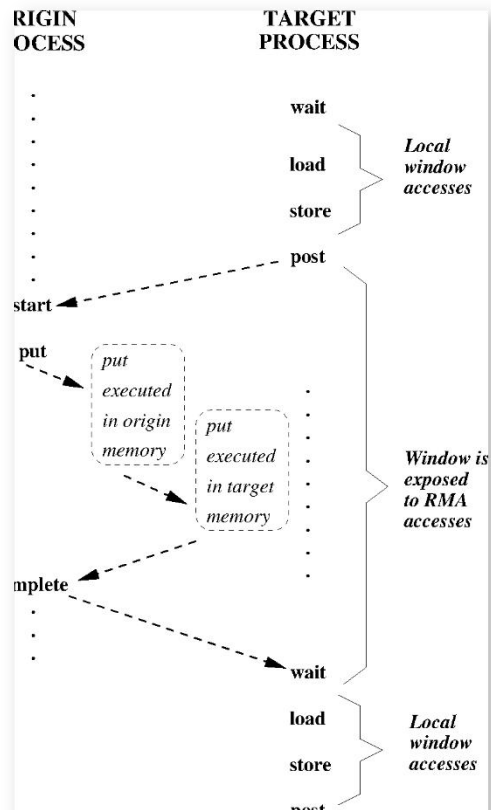 RIGIN
OCESS
TARGET
PROCESS
wait
load
store
Local
window
accesses
post
start
put
put
executed
in origin
memory
put
executed
in target
memory
Window is
exposed
to RMA
accesses
mplete
wait
load
store
Local
window
accesses
post